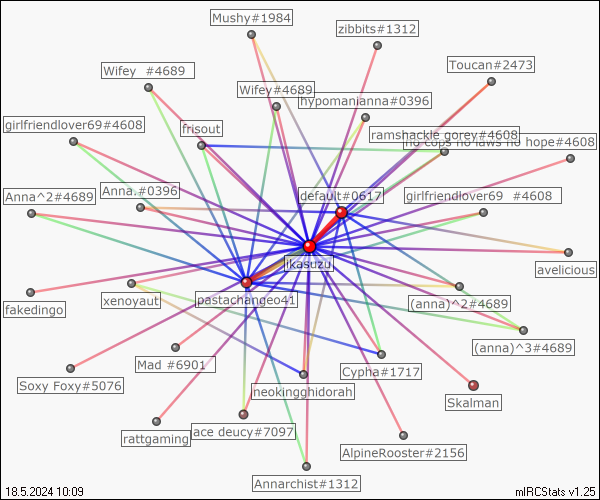 Mushy#1984
zibbits#1312
Toucan#2473
Wifey  #4689
Wifey#4689
hypomanianna#0396
girlfriendlover69#4608
frisout
ramshackle gorey#4608
no cops no laws no hope#4608
Anna^2#4689
Anna.#0396
default#0617
girlfriendlover69  #4608
likasuzu
avelicious
fakedingo
xenoyaut
pastachangeo41
(anna)^2#4689
(anna)^3#4689
Mad #6901
Cypha#1717
Soxy Foxy#5076
neokingghidorah
Skalman
rattgaming
ace deucy#7097
AlpineRooster#2156
Annarchist#1312
18.5.2024 10:09
mIRCStats v1.25